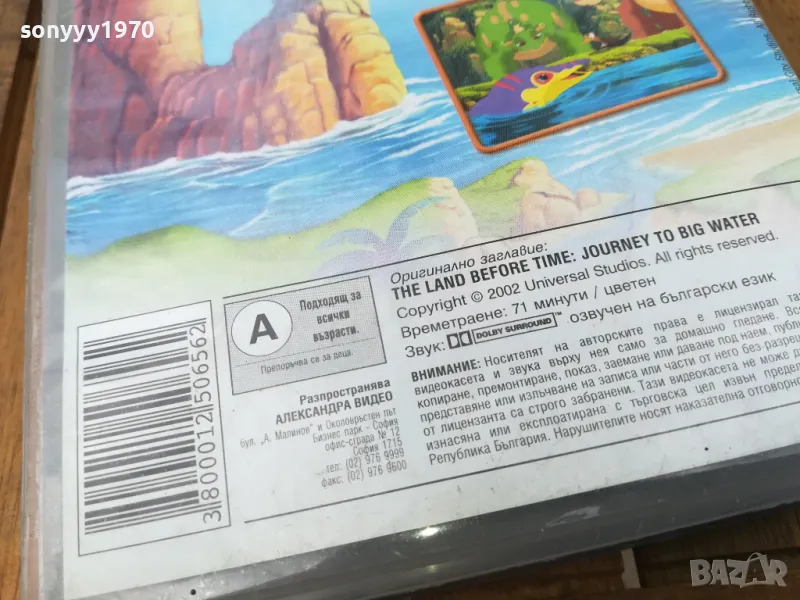 sonyyy1970
Оригинално заглавие:
THE LAND BEFORE TIME: JOURNEY TO BIG WATER
Copyright © 2002 Universal Studios. All rights reserved.
Времетраене: 71 минути / цветен
Звук: DOLBY SURROUND озвучен на български език
ВНИМАНИЕ: Носителят на авторските права е лицензирал
видеокасета и звука върху нея само за домашно гледане.
копиране, премонтиране, показ, заемане или даване под наем,
представяне или излъчване на записа или части от него без
от лицензанта са строго забранени. Тази видеокасета не може
изнасяна или експлоатирана с търговска цел извън
Република България. Нарушителите носят наказателна
A
Подходящ за
всички
възрасти.
Препоръчва се за деца.
Разпространява
АЛЕКСАНДРА ВИДЕО
бул. „А. Малинов" и Околовръстен път
Бизнес парк - София
офис-сграда № 12
София 1715
тел: (02) 976 9999
факс: (02) 976 9600
3 800012 506562
BAZAR